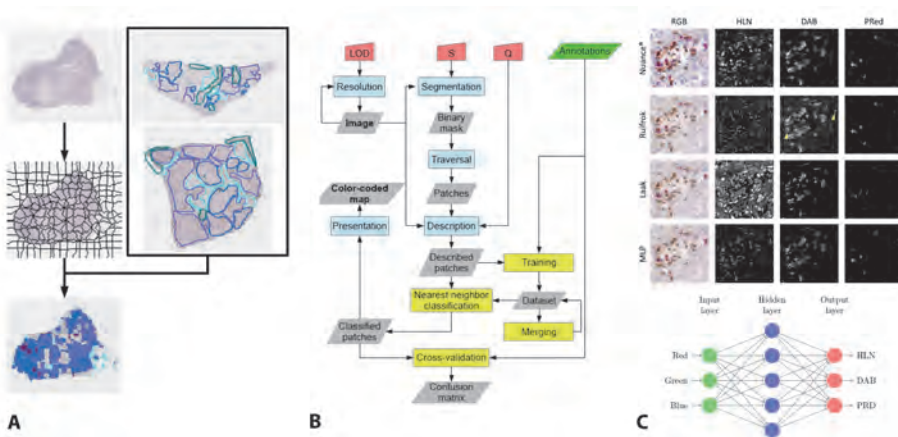 A
LOD
S
Q
Annotations
Resolution
Segmentation
Image
Binary
mask
Traversal
Color-coded
map
Patches
Presentation
Description
Described
patches
Training
Nearest neighbor
classification
Dataset
Classified
patches
Merging
Cross-validation
Confusion
matrix
B
RGB
HLN
DAB
PRed
Nuance®
Ruifrok
Leak
MLP
Input
layer
Hidden
layer
Output
layer
Red
HLN
Green
DAB
Blue
PRD
C